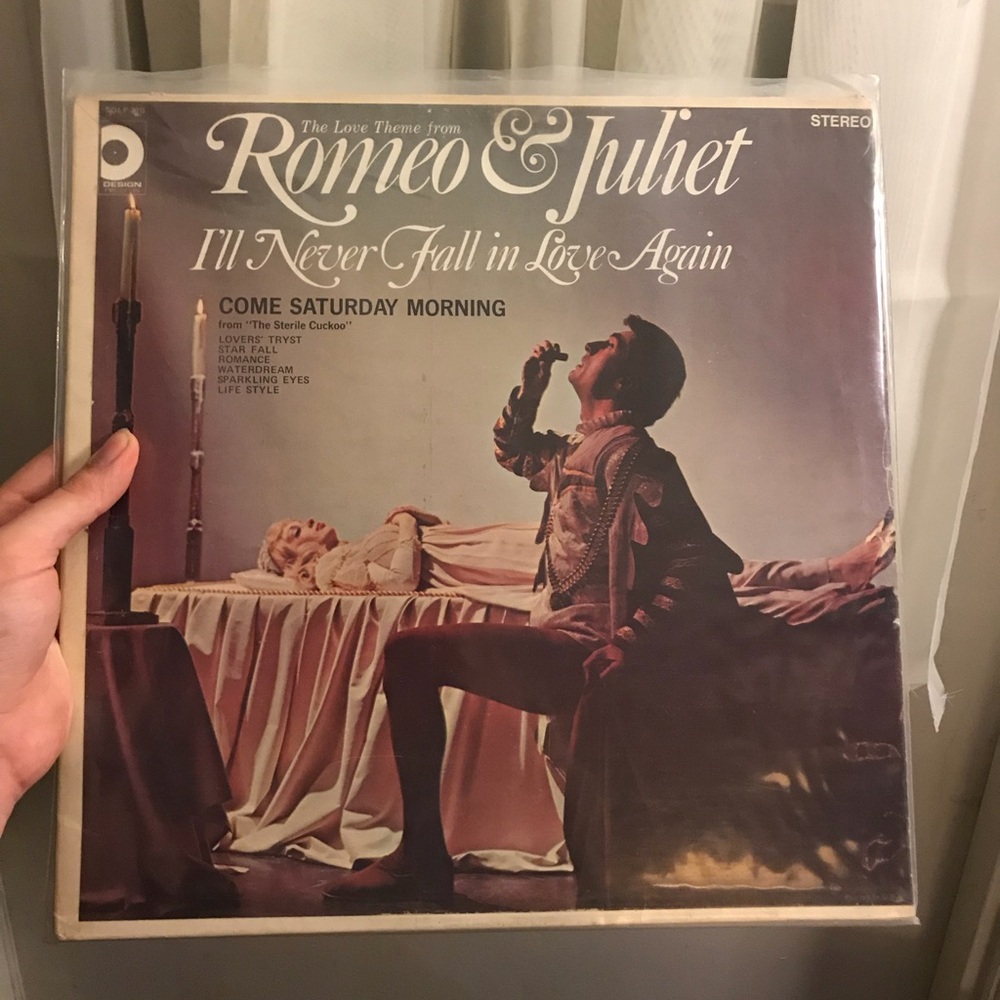 DESIGN
STEREO
The Love Theme from
Romeo & Juliet
I'll Never Fall in Love Again
COME SATURDAY MORNING
from "The Sterile Cuckoo"
LOVERS' TRYST
STAR FALL
ROMANCE
WATERDREAM
SPARKLING EYES
LIFE STYLE